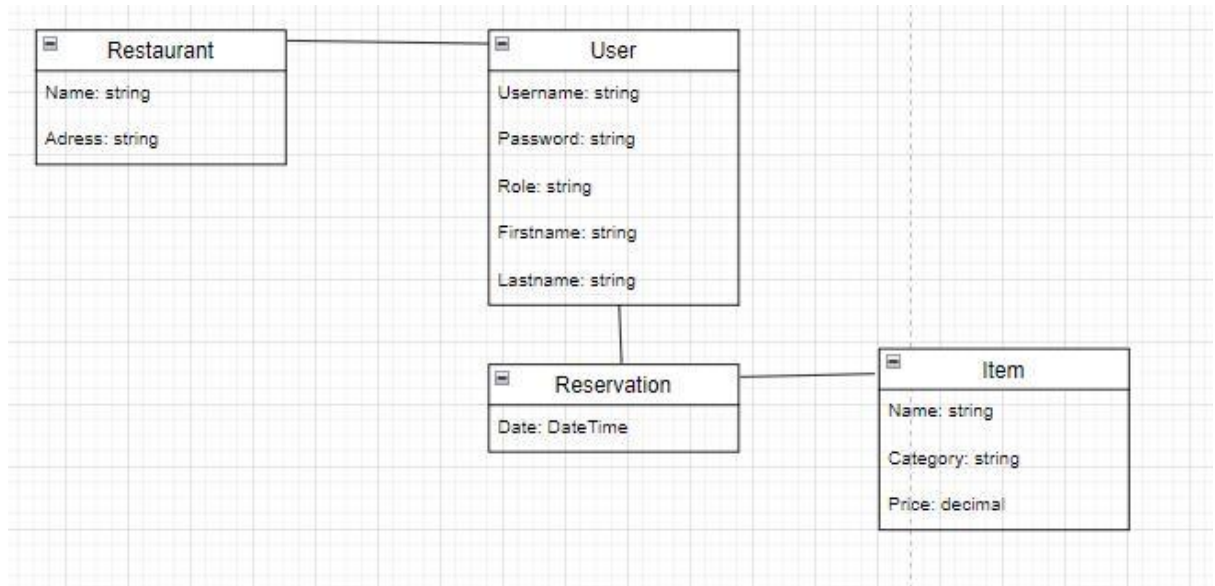 Restaurant
Name: string
Adress: string
User
Username: string
Password: string
Role: string
Firstname: string
Lastname: string
Reservation
Date: DateTime
Item
Name: string
Category: string
Price: decimal